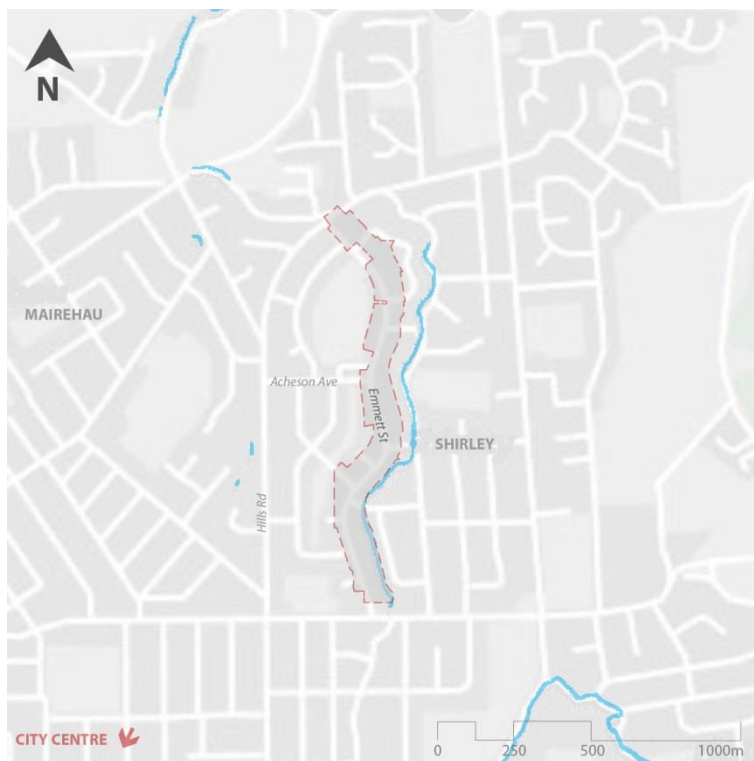 N
MAIREHAU
Acheson Ave
Emmett St
SHIRLEY
Hills Rd
CITY CENTRE
0 250 500 1000m